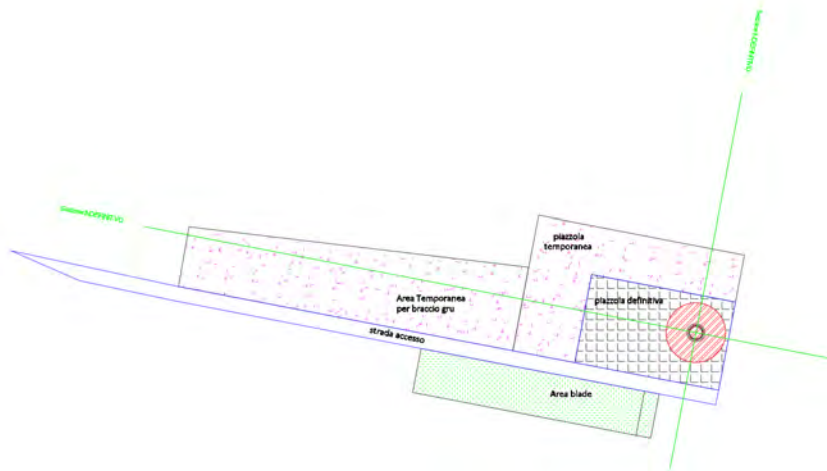 piazzola
temporanea
piazzola definitiva
Area Temporanea
per braccio gru
strada accesso
Area blade